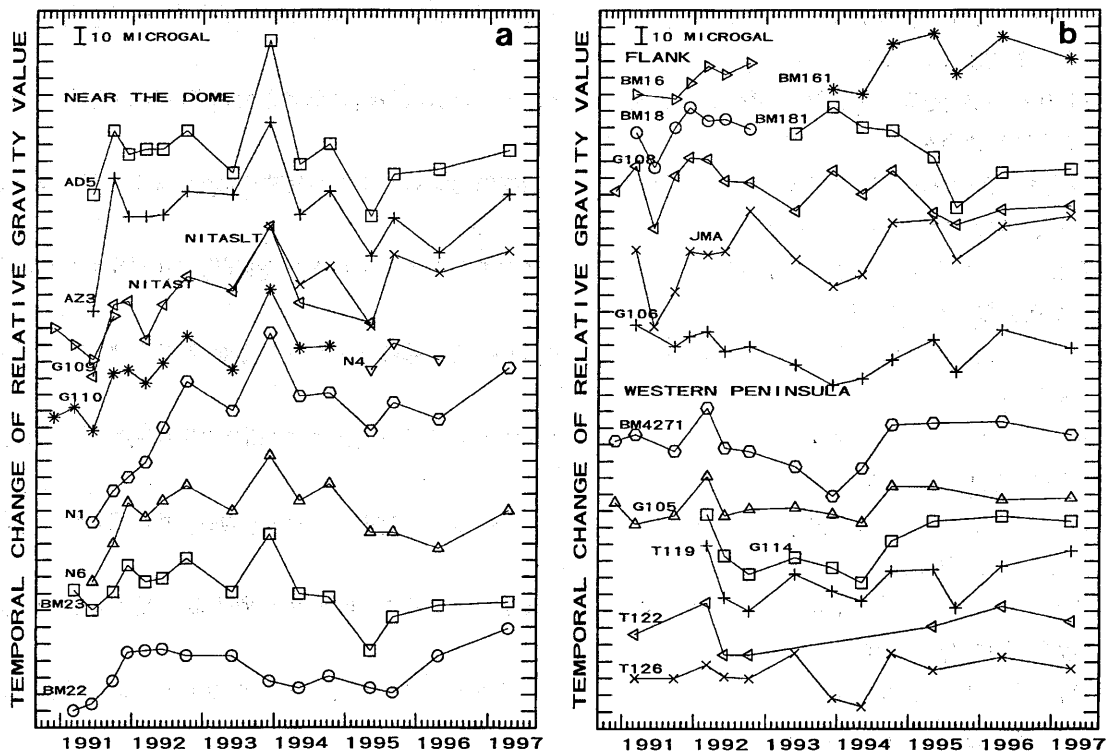 TEMPORAL CHANGE OF RELATIVE GRAVITY VALUE
10 MICROGAL
a
NEAR THE DOME
AD5
NITASLT
AZ3
NITAST
G109
N4
G110
N1
N6
BM23
BM22
1991 1992 1993 1994 1995 1996 1997
TEMPORAL CHANGE OF RELATIVE GRAVITY VALUE
10 MICROGAL
b
FLANK
BM16
BM161
BM18
BM181
G108
JMA
G106
WESTERN PENINSULA
BM4271
G105
T119
G114
T122
T126
1991 1992 1993 1994 1995 1996 1997